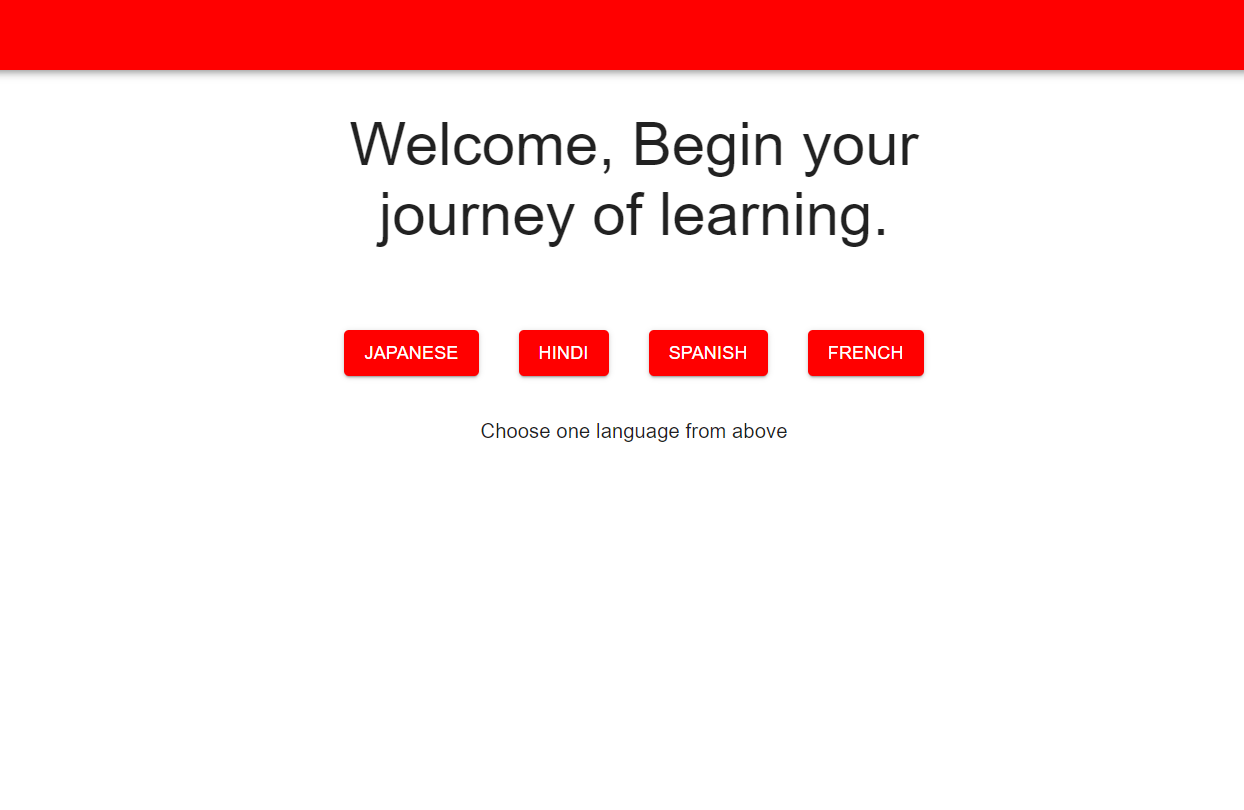 Welcome, Begin your
journey of learning.
JAPANESE HINDI SPANISH FRENCH
Choose one language from above